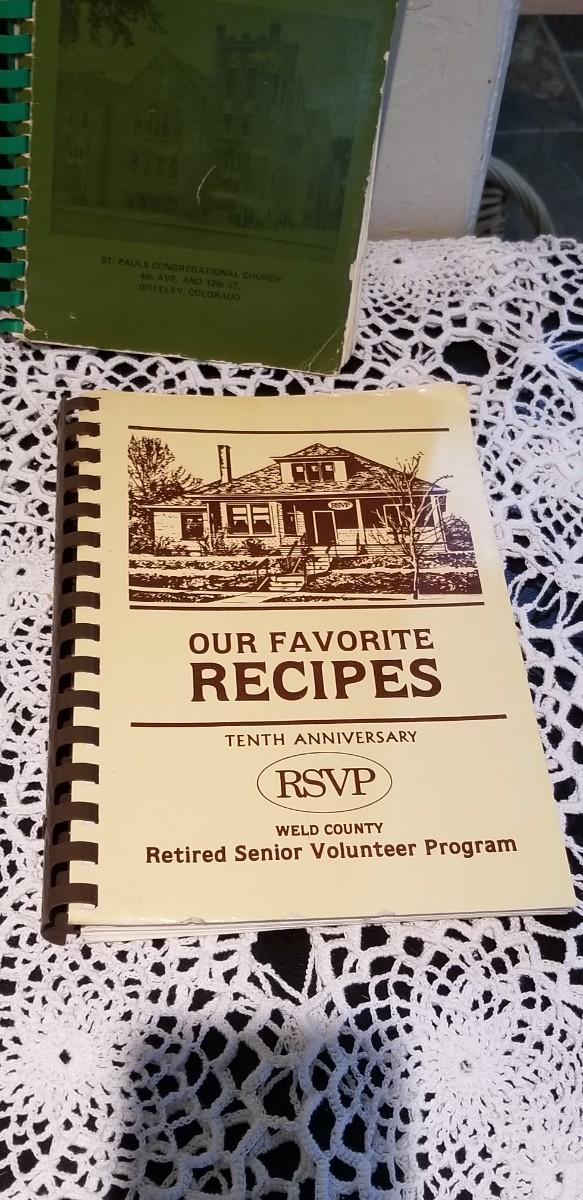 ST. PAULS CONGREGATIONAL CHURCH
4th AVE. AND 12th ST.
GREELEY, COLORADO
RSVP
OUR FAVORITE
RECIPES
TENTH ANNIVERSARY
RSVP
WELD COUNTY
Retired Senior Volunteer Program